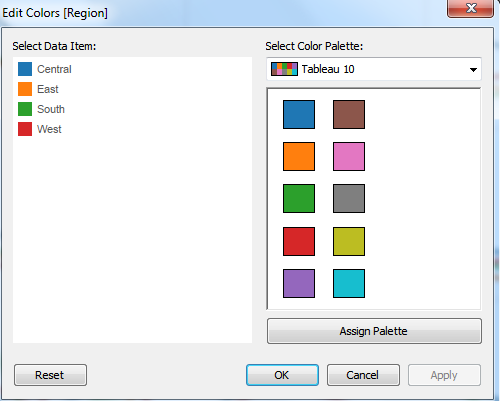 Edit Colors [Region]
Select Data Item:
Central
East
South
West
Select Color Palette:
Tableau 10
Assign Palette
Reset
OK
Cancel
Apply